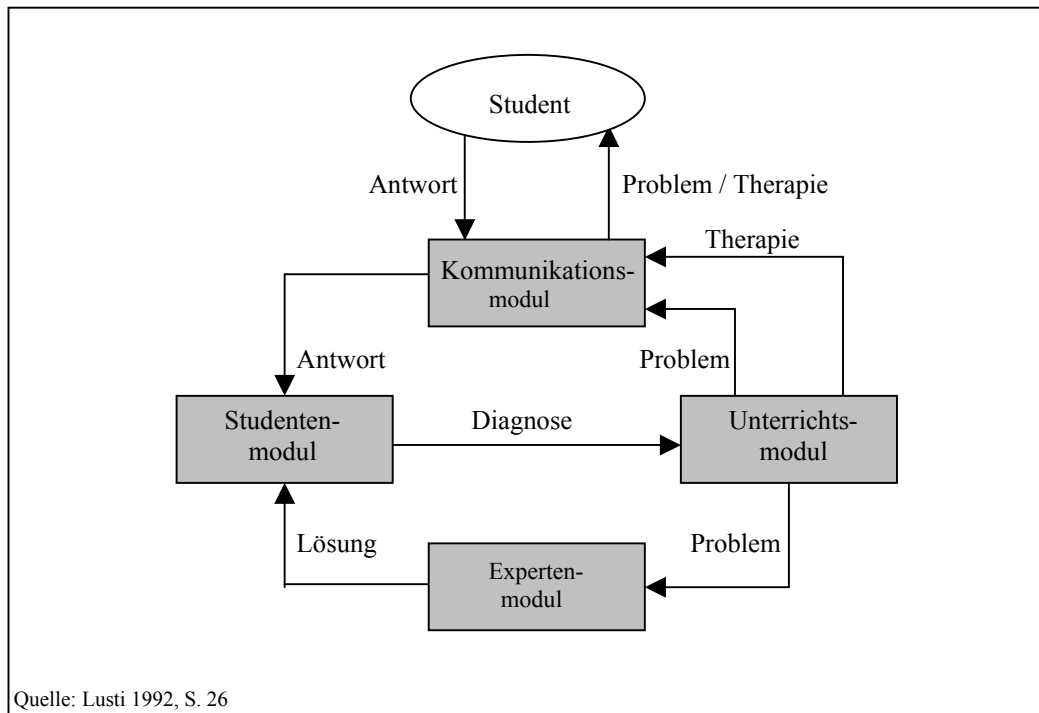 Student
Antwort
Problem / Therapie
Therapie
Kommunikations-
modul
Antwort
Problem
Studenten-
modul
Diagnose
Unterrichts-
modul
Lösung
Problem
Experten-
modul
Quelle: Lusti 1992, S. 26